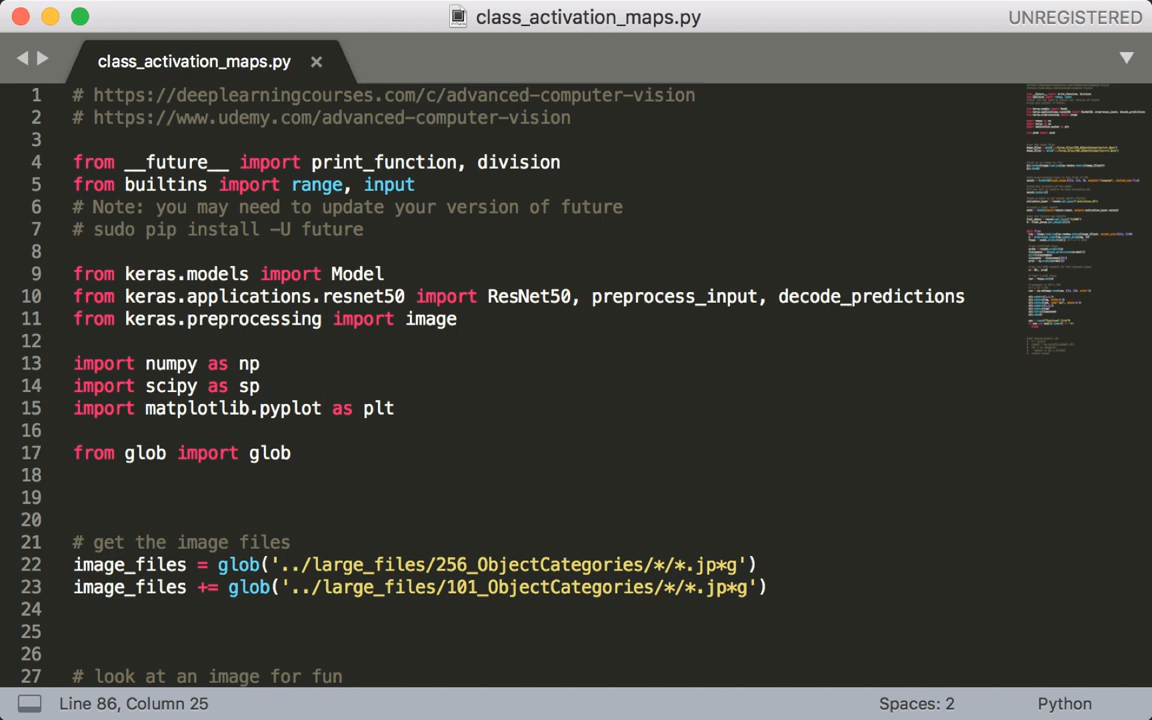 class_activation_maps.py
UNREGISTERED
class_activation_maps.py ×
1 # https://deeplearningcourses.com/c/advanced-computer-vision
2 # https://www.udemy.com/advanced-computer-vision
3
4 from __future__ import print_function, division
5 from builtins import range, input
6 # Note: you may need to update your version of future
7 # sudo pip install -U future
8
9 from keras.models import Model
10 from keras.applications.resnet50 import ResNet50, preprocess_input, decode_predictions
11 from keras.preprocessing import image
12
13 import numpy as np
14 import scipy as sp
15 import matplotlib.pyplot as plt
16
17 from glob import glob
18
19
20
21 # get the image files
22 image_files = glob('../large_files/256_ObjectCategories/*/*.jp*g')
23 image_files += glob('../large_files/101_ObjectCategories/*/*.jp*g')
24
25
26
27 # look at an image for fun
Line 86, Column 25
Spaces: 2
Python